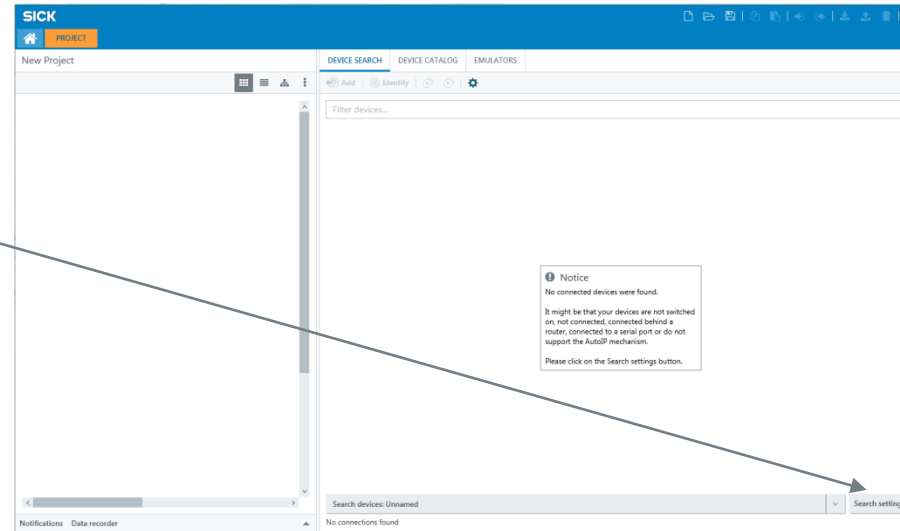 SICK
PROJECT
New Project
DEVICE SEARCH DEVICE CATALOG EMULATORS
Add Identify
Filter devices...
Notice
No connected devices were found.
It might be that your devices are not switched
on, not connected, connected behind a
router, connected to a serial port or do not
support the AutoIP mechanism.
Please click on the Search settings button.
Search devices: Unnamed
Search setting
Notifications Data recorder
No connections found